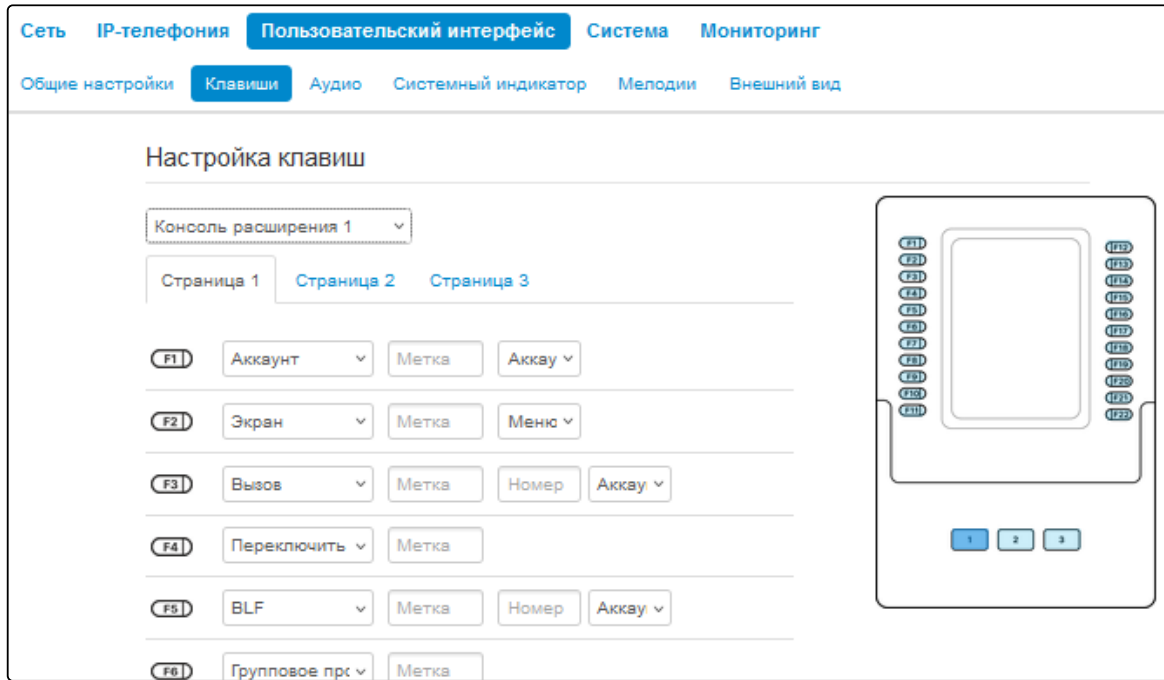 Сеть IP-телефония Пользовательский интерфейс Система Мониторинг
Общие настройки Клавиши Аудио Системный индикатор Мелодии Внешний вид
Настройка клавиш
Консоль расширения 1
Страница 1 Страница 2 Страница 3
F1 Аккаунт Метка Аккау
F2 Экран Метка Меню
F3 Вызов Метка Номер Аккау
F4 Переключить Метка
F5 BLF Метка Номер Аккау
F6 Групповое прс Метка
F1 F12
F2 F13
F3 F14
F4 F15
F5 F16
F6 F17
F7 F18
F8 F19
F9 F20
F10 F21
F11 F22
1 2 3